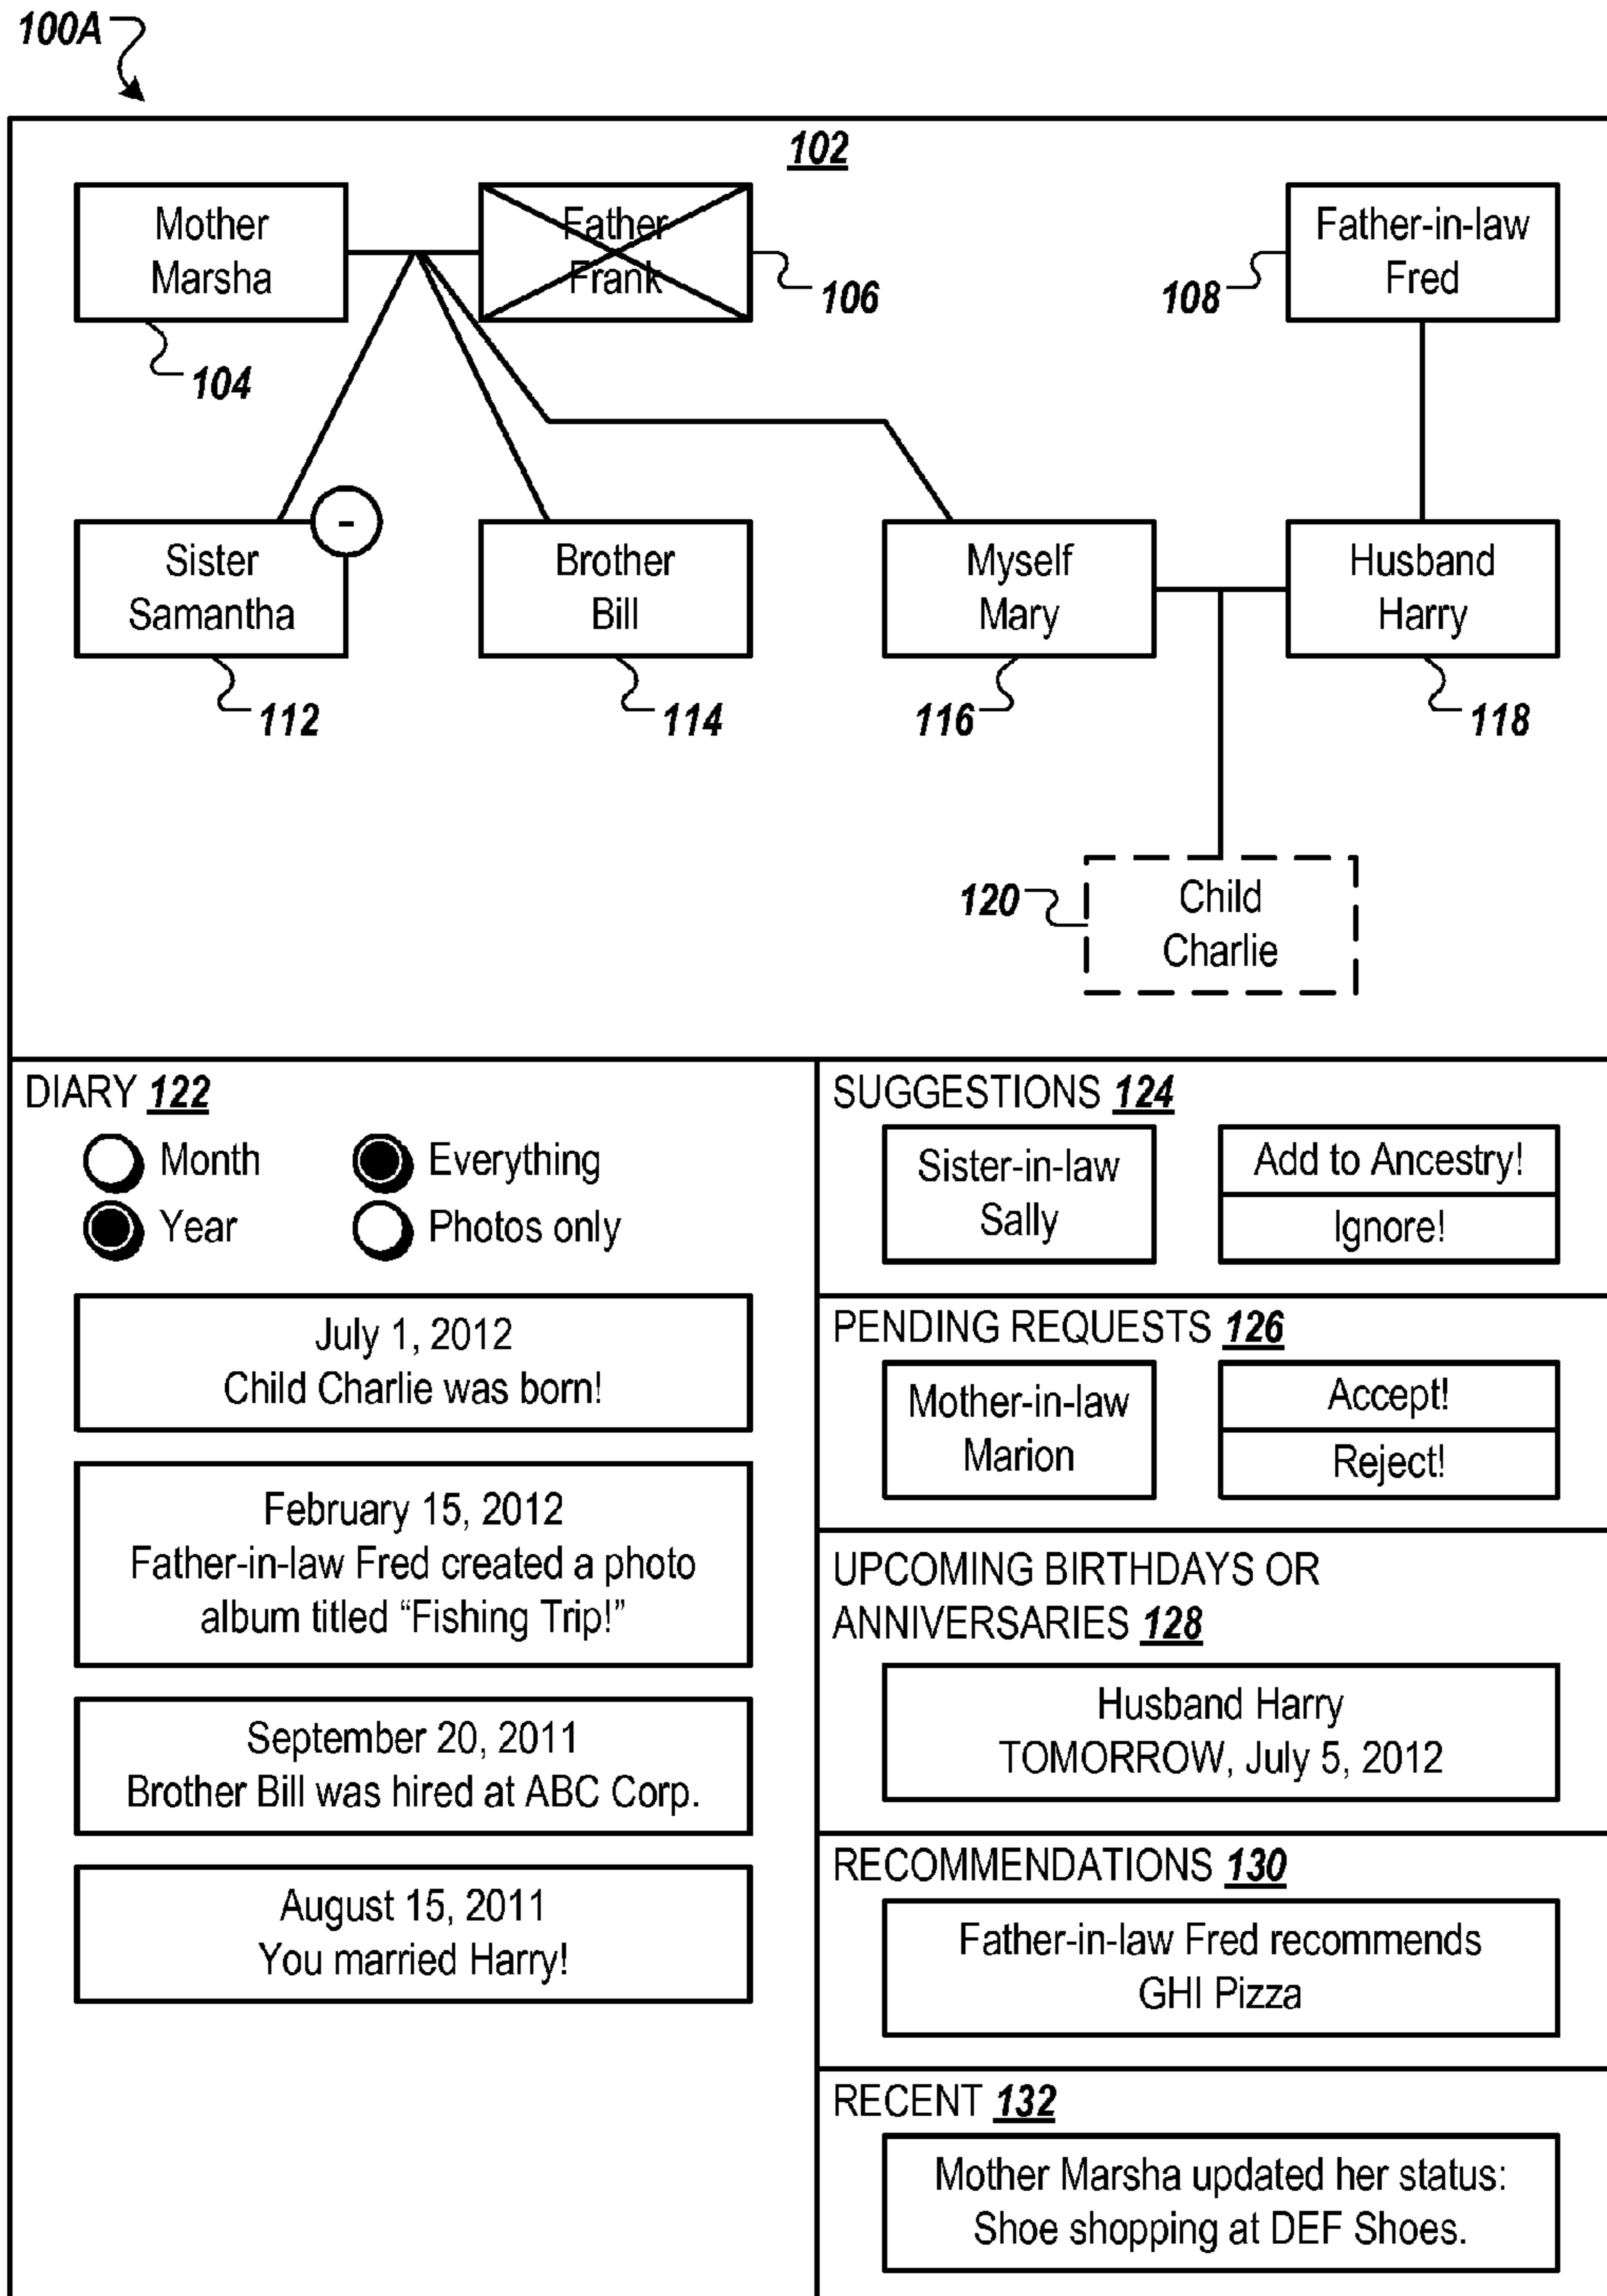 100A
102
Mother
Marsha
104
Father
Frank
106
Father-in-law
Fred
108
Sister
Samantha
-
112
Brother
Bill
114
Myself
Mary
116
Husband
Harry
118
Child
Charlie
120
DIARY 122
Month
Everything
Year
Photos only
July 1, 2012
Child Charlie was born!
February 15, 2012
Father-in-law Fred created a photo
album titled “Fishing Trip!”
September 20, 2011
Brother Bill was hired at ABC Corp.
August 15, 2011
You married Harry!
SUGGESTIONS 124
Sister-in-law
Sally
Add to Ancestry!
Ignore!
PENDING REQUESTS 126
Mother-in-law
Marion
Accept!
Reject!
UPCOMING BIRTHDAYS OR
ANNIVERSARIES 128
Husband Harry
TOMORROW, July 5, 2012
RECOMMENDATIONS 130
Father-in-law Fred recommends
GHI Pizza
RECENT 132
Mother Marsha updated her status:
Shoe shopping at DEF Shoes.